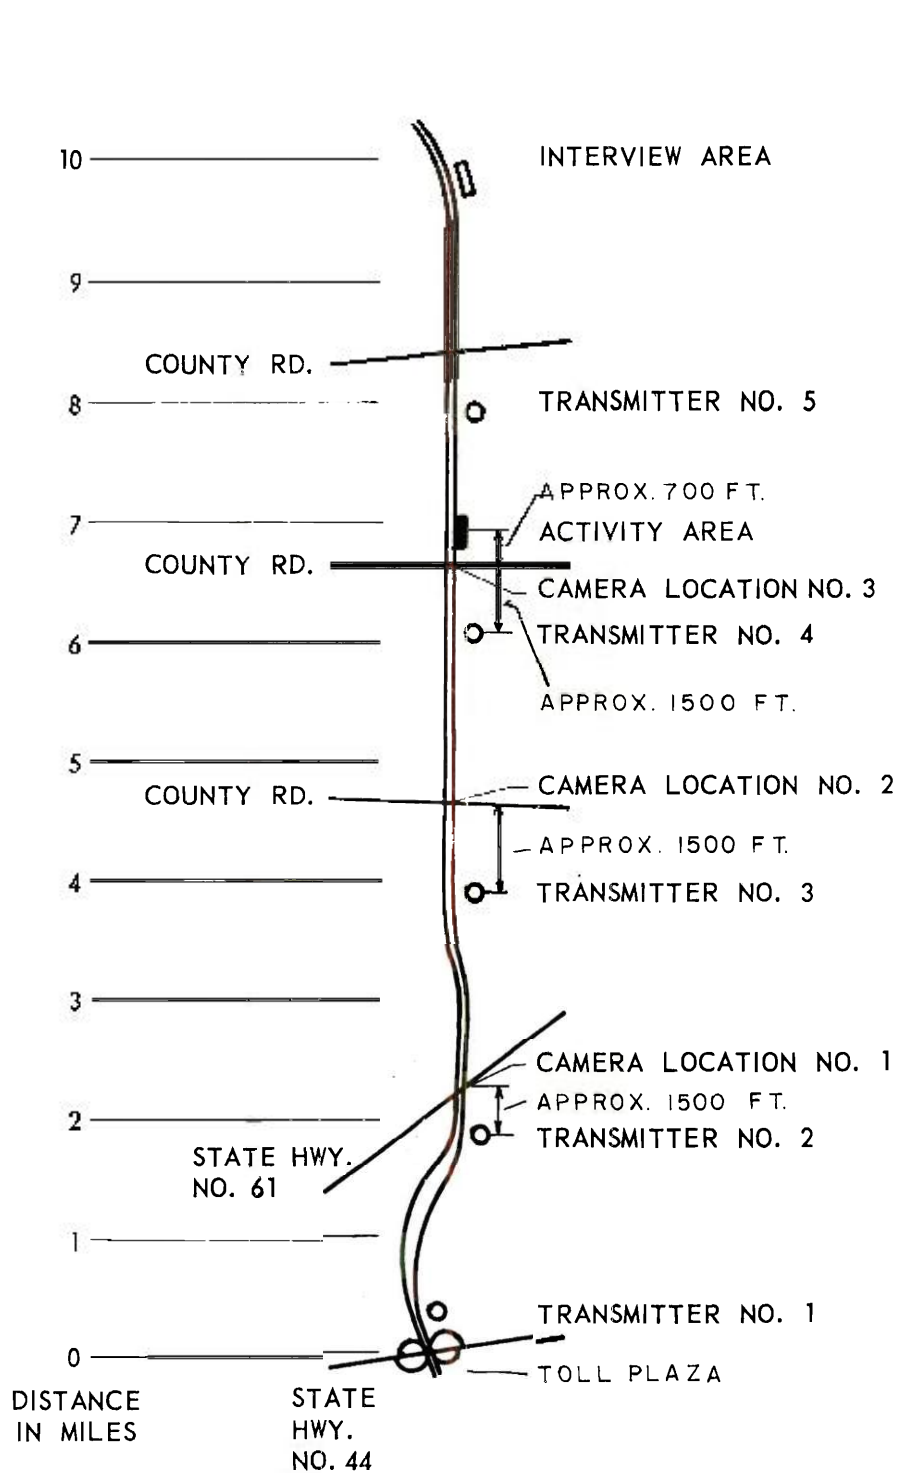 10
INTERVIEW AREA
9
COUNTY RD.
8
TRANSMITTER NO. 5
APPROX. 700 FT.
7
ACTIVITY AREA
COUNTY RD.
CAMERA LOCATION NO. 3
6
TRANSMITTER NO. 4
APPROX. 1500 FT.
5
CAMERA LOCATION NO. 2
COUNTY RD.
APPROX. 1500 FT.
4
TRANSMITTER NO. 3
3
CAMERA LOCATION NO. 1
APPROX. 1500 FT.
2
TRANSMITTER NO. 2
STATE HWY.
NO. 61
1
TRANSMITTER NO. 1
0
TOLL PLAZA
DISTANCE
IN MILES
STATE
HWY.
NO. 44